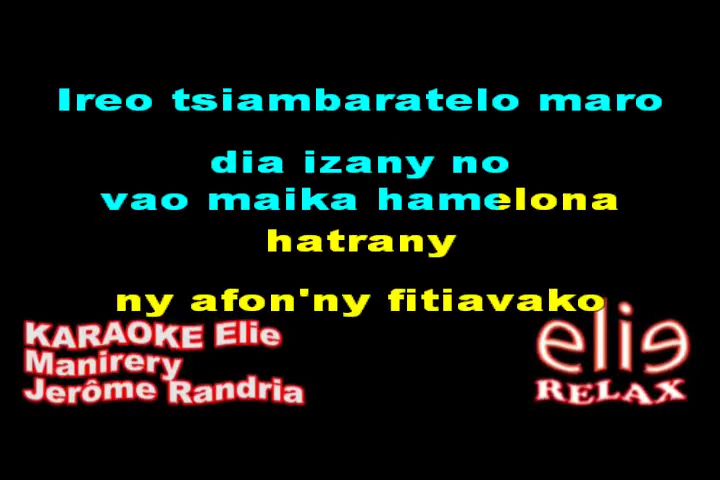 Ireo tsiambaratelo maro
dia izany no
vao maika hamelona
hatrany
ny afon'ny fitiavako
KARAOKE Elie
Manirery
Jerôme Randria
elie
RELAX